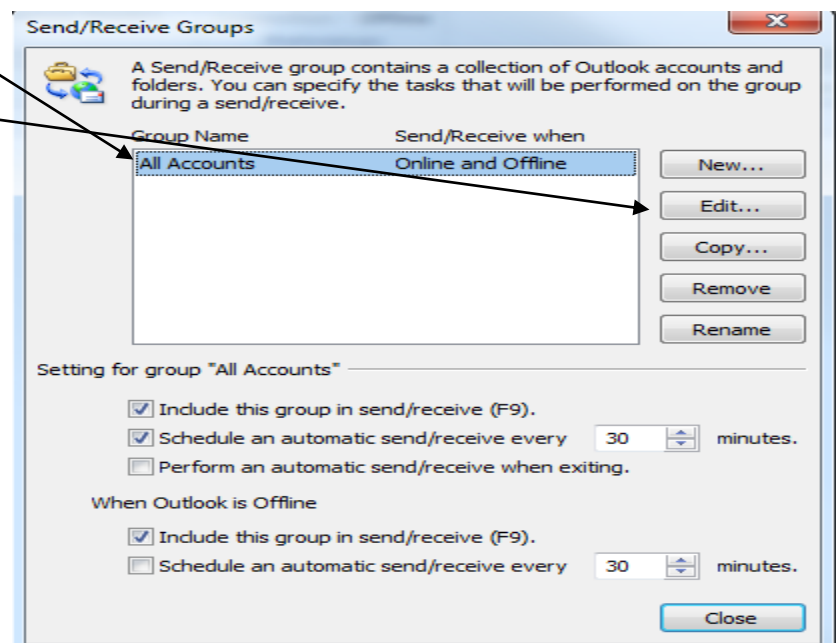 Send/Receive Groups
A Send/Receive group contains a collection of Outlook accounts and
folders. You can specify the tasks that will be performed on the group
during a send/receive.
Group Name Send/Receive when
All Accounts Online and Offline
New...
Edit...
Copy...
Remove
Rename
Setting for group "All Accounts"
Include this group in send/receive (F9).
Schedule an automatic send/receive every 30 minutes.
Perform an automatic send/receive when exiting.
When Outlook is Offline
Include this group in send/receive (F9).
Schedule an automatic send/receive every 30 minutes.
Close